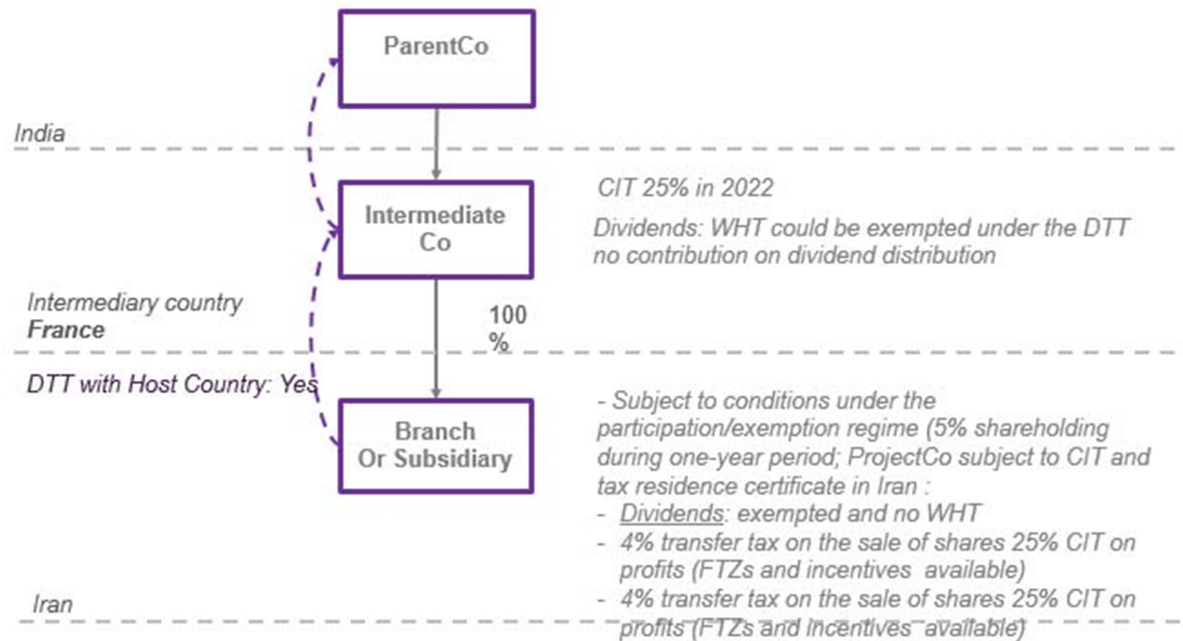 ParentCo
India
CIT 25% in 2022
Intermediate
Co
Dividends: WHT could be exempted under the DTT
no contribution on dividend distribution
Intermediary country
France
100
%
DTT with Host Country: Yes
Branch
Or Subsidiary
- Subject to conditions under the
participation/exemption regime (5% shareholding
during one-year period; ProjectCo subject to CIT and
tax residence certificate in Iran :
- Dividends: exempted and no WHT
- 4% transfer tax on the sale of shares 25% CIT on
profits (FTZs and incentives available)
- 4% transfer tax on the sale of shares 25% CIT on
profits (FTZs and incentives available)
Iran